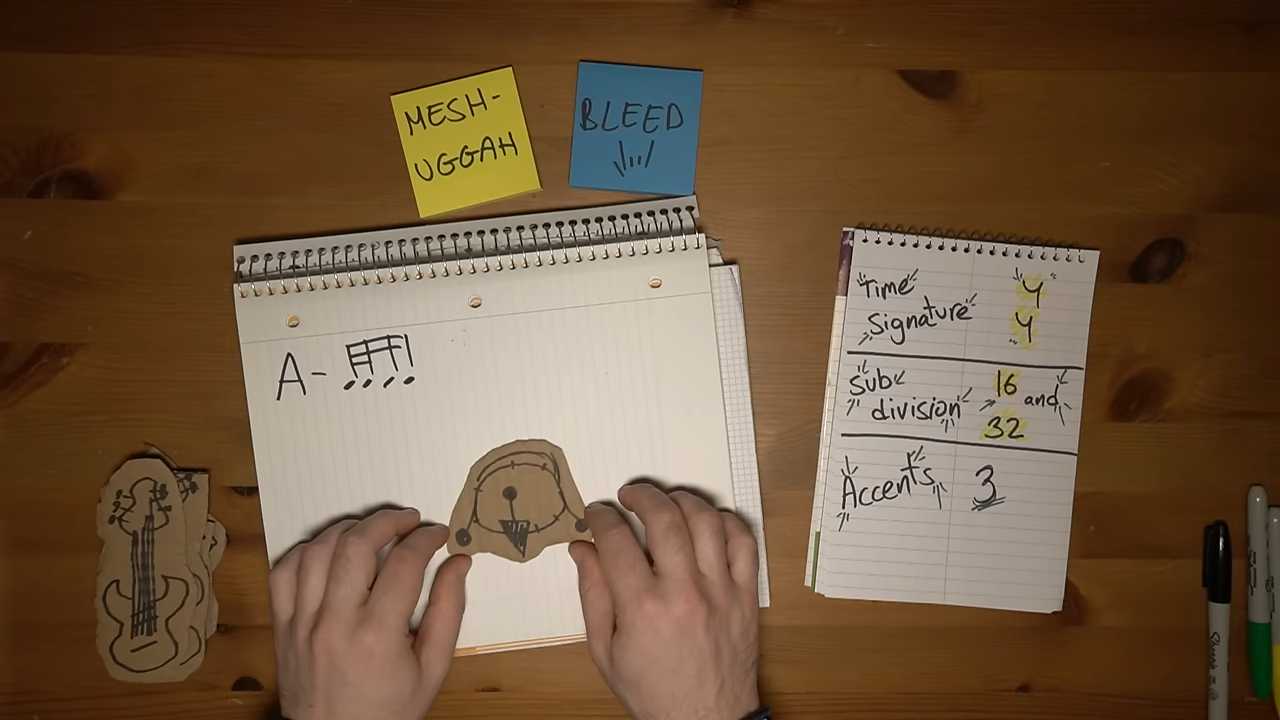 MESH-
UGGAH
BLEED
A-
Time
Signature
4
4
Sub
division
16 and
32
Accents
3